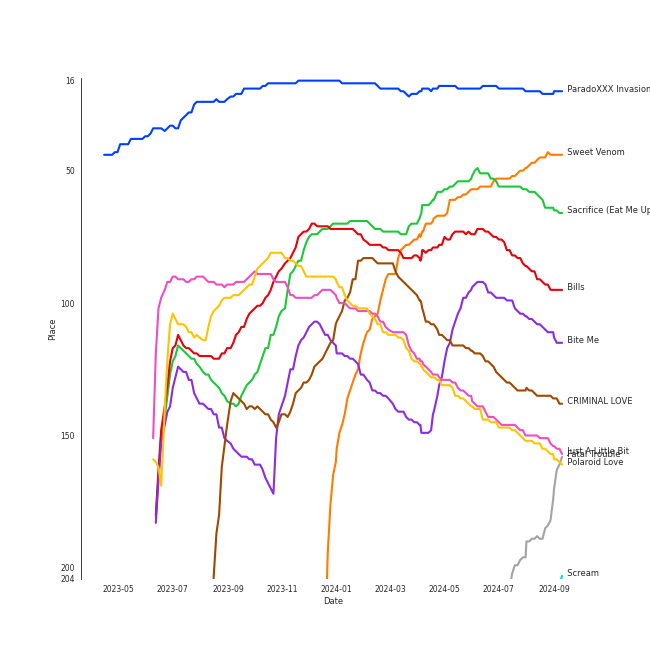 16
ParadoXXX Invasion
50
Sweet Venom
Sacrifice (Eat Me Up
Bills
100
Place
Bite Me
CRIMINAL LOVE
150
Just A Little Bit
Polaroid Love
200
204
Scream
2023-05
2023-07
2023-09
2023-11
2024-01
2024-03
2024-05
2024-07
2024-09
Date